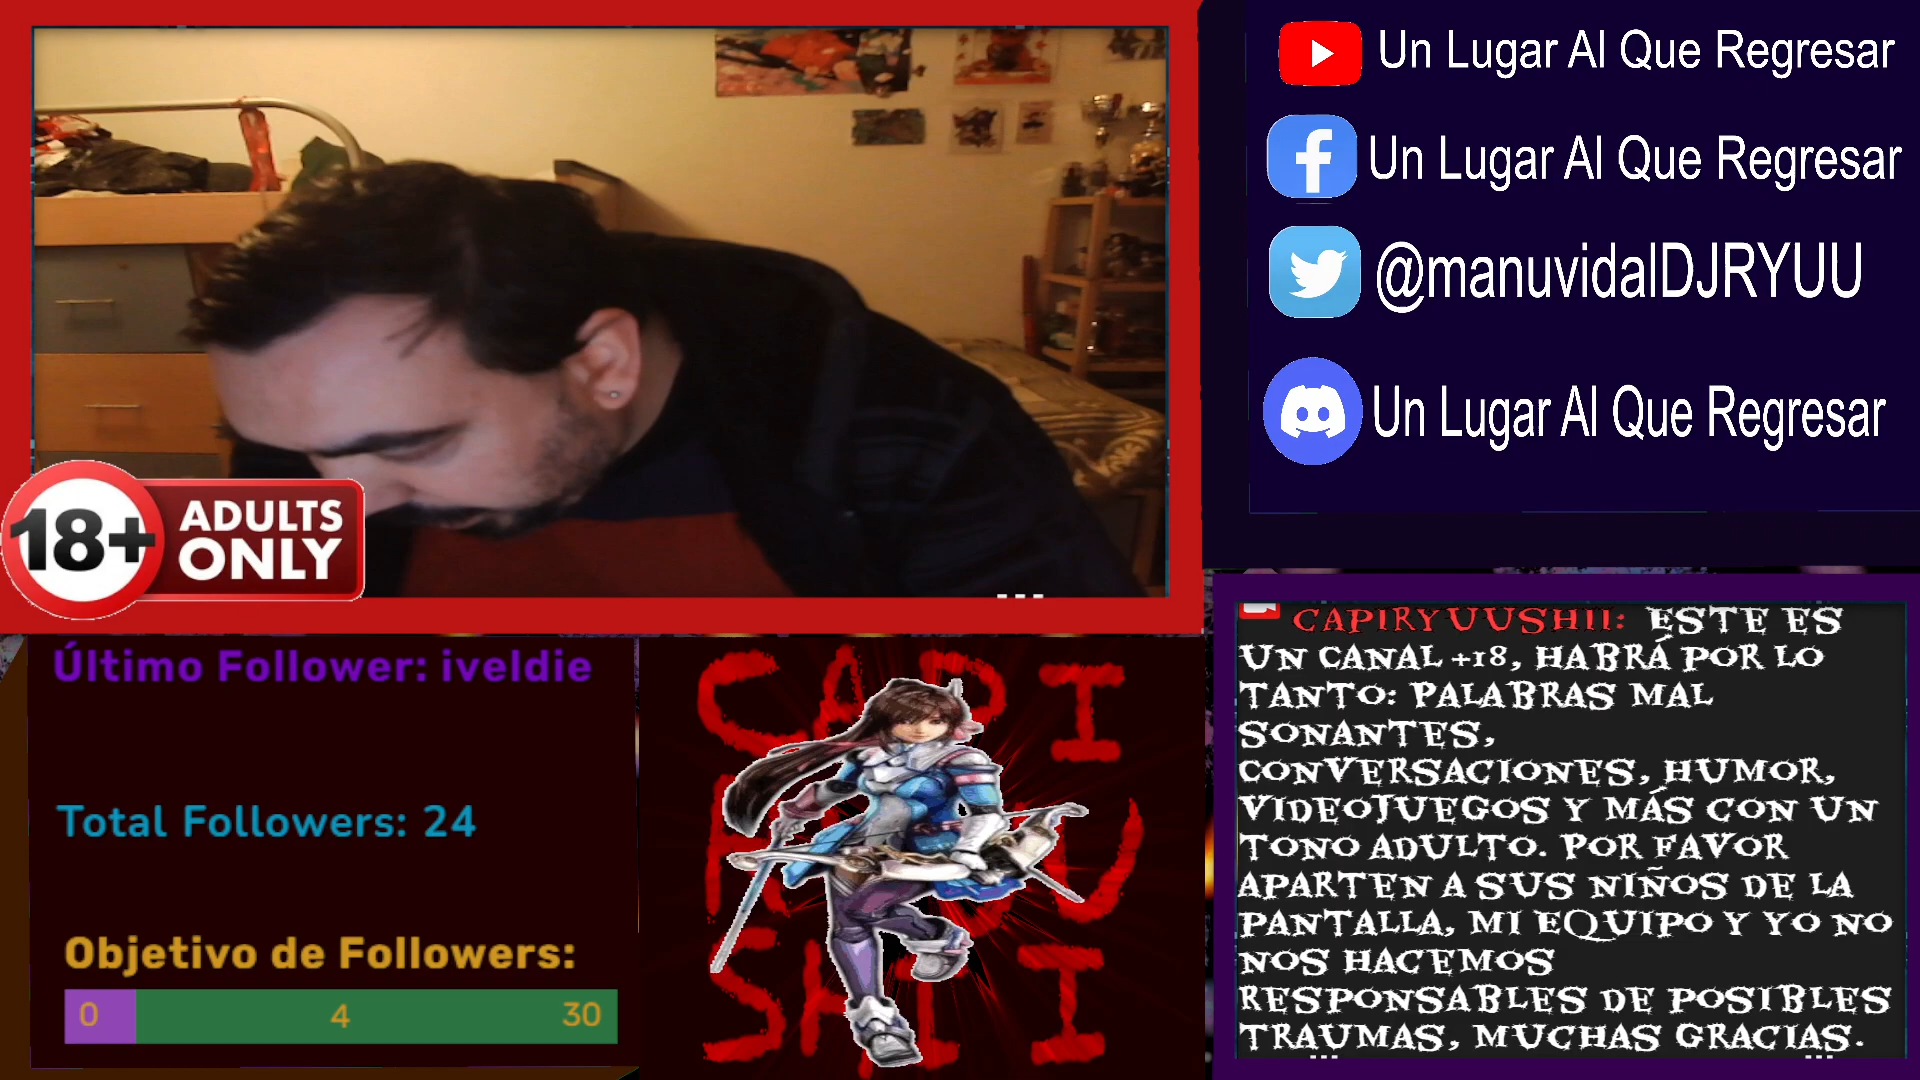 Un Lugar Al Que Regresar
Un Lugar Al Que Regresar
@manuvidalDJRYUU
Un Lugar Al Que Regresar
18+
ADULTS
ONLY
Último Follower: iveldie
Total Followers: 24
Objetivo de Followers:
0 4 30
CAPI
RYUU
SHII
CAPIRYUUSHII: ESTE ES
UN CANAL +18, HABRÁ POR LO
TANTO: PALABRAS MAL
SONANTES,
CONVERSACIONES, HUMOR,
VIDEOJUEGOS Y MÁS CON UN
TONO ADULTO. POR FAVOR
APARTEN A SUS NIÑOS DE LA
PANTALLA, MI EQUIPO Y YO NO
NOS HACEMOS
RESPONSABLES DE POSIBLES
TRAUMAS, MUCHAS GRACIAS.